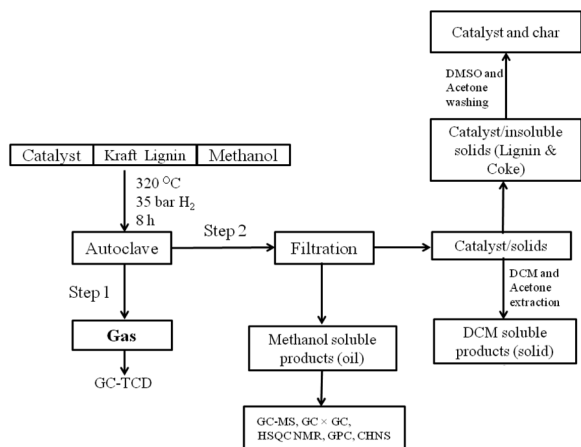 Catalyst and char
DMSO and
Acetone
washing
Catalyst/insoluble
solids (Lignin &
Coke)
Catalyst
Kraft Lignin
Methanol
320 °C
35 bar H₂
8 h
Autoclave
Step 2
Filtration
Catalyst/solids
Step 1
DCM and
Acetone
extraction
Gas
Methanol soluble
products (oil)
DCM soluble
products (solid)
GC-TCD
GC-MS, GC × GC,
HSQC NMR, GPC, CHNS